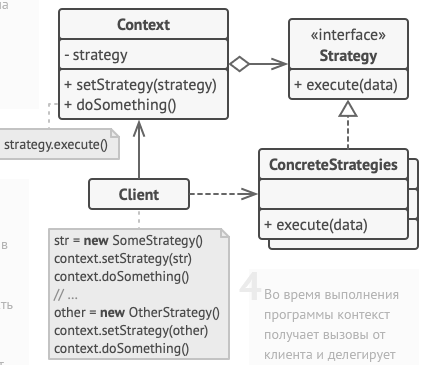 Context
- strategy
+ setStrategy(strategy)
+ doSomething()
«interface»
Strategy
+ execute(data)
strategy.execute()
ConcreteStrategies
+ execute(data)
Client
str = new SomeStrategy()
context.setStrategy(str)
context.doSomething()
// ...
other = new OtherStrategy()
context.setStrategy(other)
context.doSomething()
4
Во время выполнения
программы контекст
получает вызовы от
клиента и делегирует